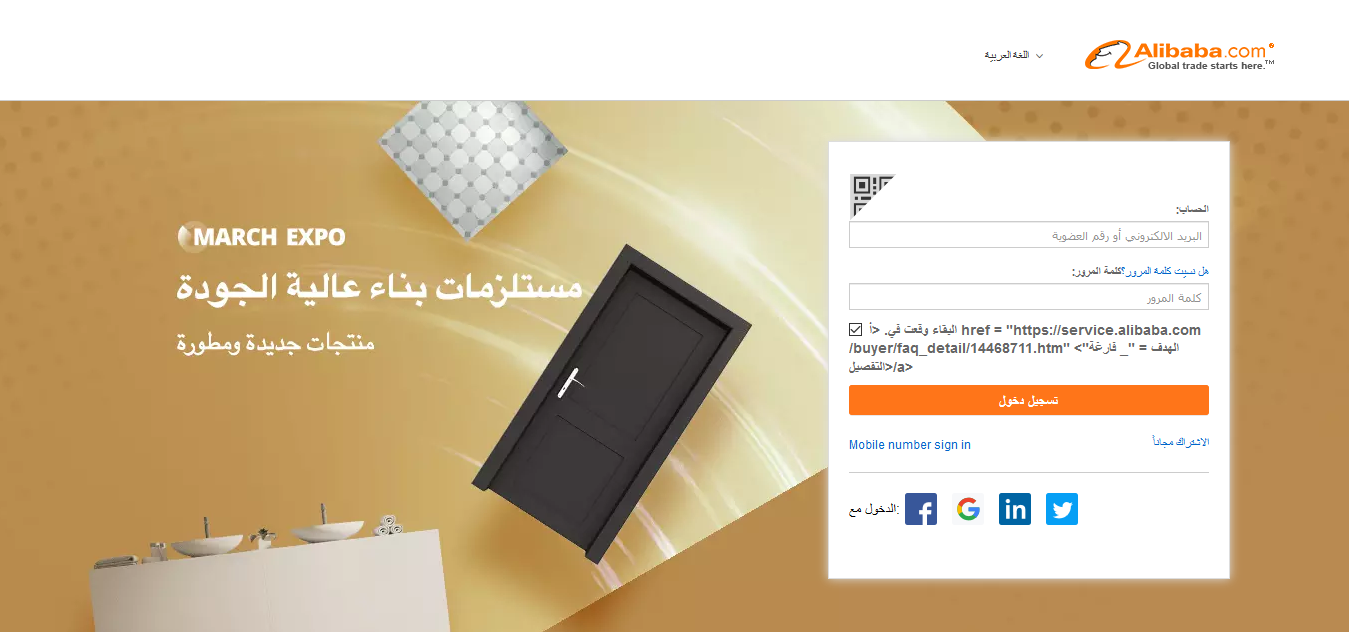 اللغة العربية
Alibaba.com®
Global trade starts here.™
MARCH EXPO
مستلزمات بناء عالية الجودة
منتجات جديدة ومطورة
الحساب:
البريد الالكتروني أو رقم العضوية
هل نسيت كلمة المرور؟كلمة المرور:
كلمة المرور
البقاء وقعت في. <أ href = "https://service.alibaba.com
/buyer/faq_detail/14468711.htm" الهدف = "_ فارغة"<
التفصيل</a>
تسجيل دخول
Mobile number sign in
الاشتراك مجاناً
الدخول مع: